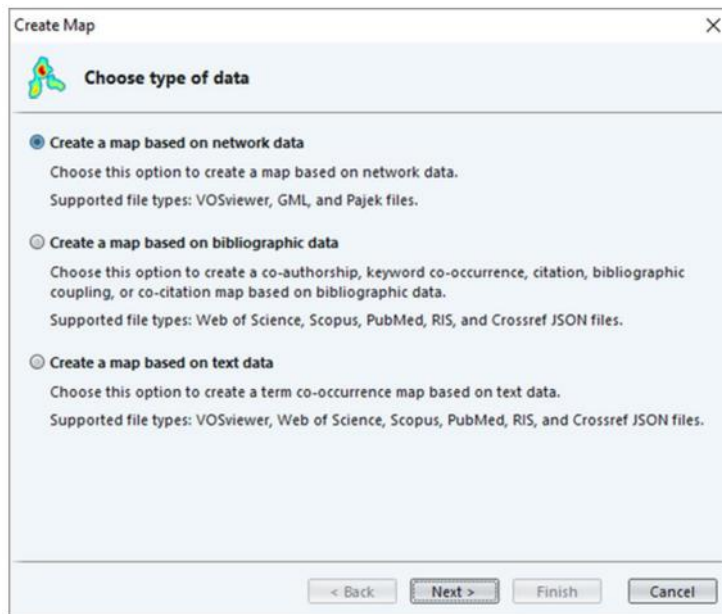 Create Map
Choose type of data
Create a map based on network data
Choose this option to create a map based on network data.
Supported file types: VOSviewer, GML, and Pajek files.
Create a map based on bibliographic data
Choose this option to create a co-authorship, keyword co-occurrence, citation, bibliographic
coupling, or co-citation map based on bibliographic data.
Supported file types: Web of Science, Scopus, PubMed, RIS, and Crossref JSON files.
Create a map based on text data
Choose this option to create a term co-occurrence map based on text data.
Supported file types: VOSviewer, Web of Science, Scopus, PubMed, RIS, and Crossref JSON files.
< Back Next > Finish Cancel